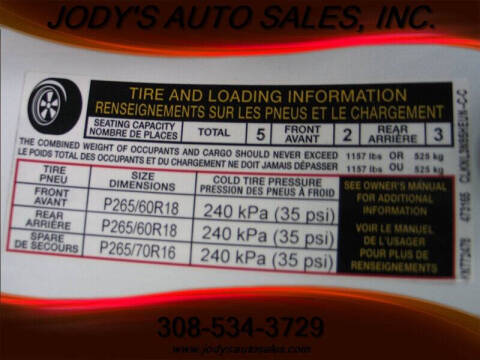 JODY'S AUTO SALES, INC.
TIRE AND LOADING INFORMATION
RENSEIGNEMENTS SUR LES PNEUS ET LE CHARGEMENT
SEATING CAPACITY
NOMBRE DE PLACES
TOTAL 5
FRONT
AVANT 2
REAR
ARRIÈRE 3
THE COMBINED WEIGHT OF OCCUPANTS AND CARGO SHOULD NEVER EXCEED 1157 lbs OR 525 kg
LE POIDS TOTAL DES OCCUPANTS ET DU CHARGEMENT NE DOIT JAMAIS DÉPASSER 1157 lbs OU 525 kg
TIRE
PNEU
SIZE
DIMENSIONS
COLD TIRE PRESSURE
PRESSION DES PNEUS À FROID
FRONT
AVANT
P265/60R18
240 kPa (35 psi)
REAR
ARRIÈRE
P265/60R18
240 kPa (35 psi)
SPARE
DE SECOURS
P265/70R16
240 kPa (35 psi)
SEE OWNER'S MANUAL
FOR ADDITIONAL
INFORMATION
VOIR LE MANUEL
DE L'USAGER
POUR PLUS DE
RENSEIGNEMENTS
473165
308-534-3729
www.jodysautosales.com